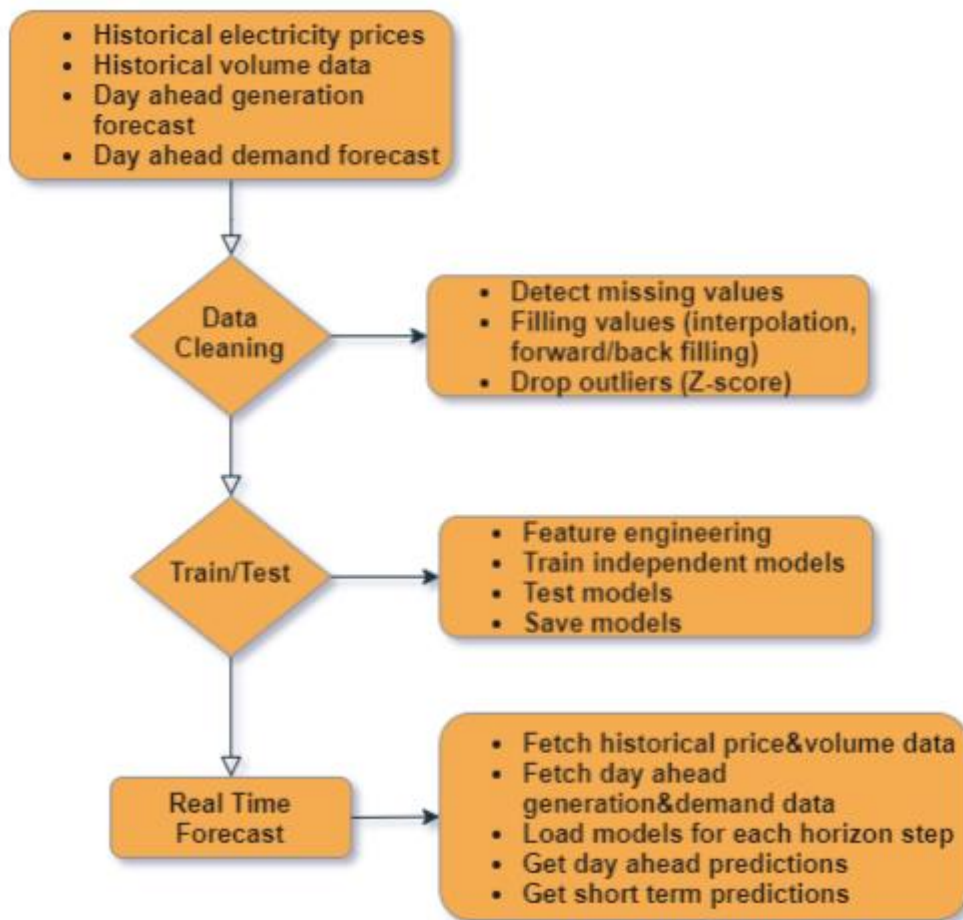 • Historical electricity prices
• Historical volume data
• Day ahead generation
forecast
• Day ahead demand forecast
Data
Cleaning
• Detect missing values
• Filling values (interpolation,
forward/back filling)
• Drop outliers (Z-score)
Train/Test
• Feature engineering
• Train independent models
• Test models
• Save models
Real Time
Forecast
• Fetch historical price&volume data
• Fetch day ahead
generation&demand data
• Load models for each horizon step
• Get day ahead predictions
• Get short term predictions